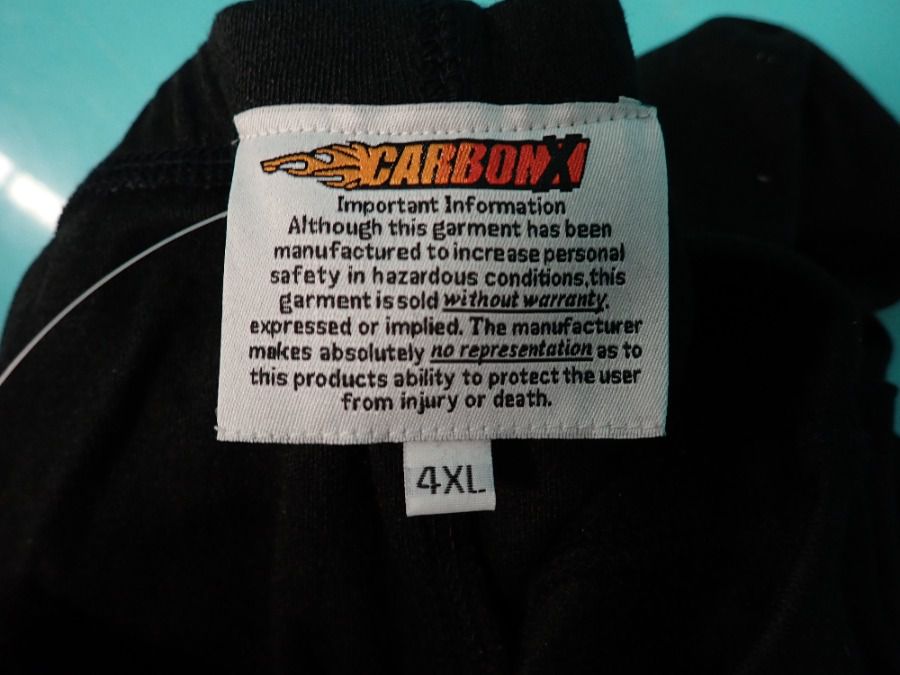 CARBONX
Important Information
Although this garment has been
manufactured to increase personal
safety in hazardous conditions,this
garment is sold without warranty,
expressed or implied. The manufacturer
makes absolutely no representation as to
this products ability to protect the user
from injury or death.
4XL